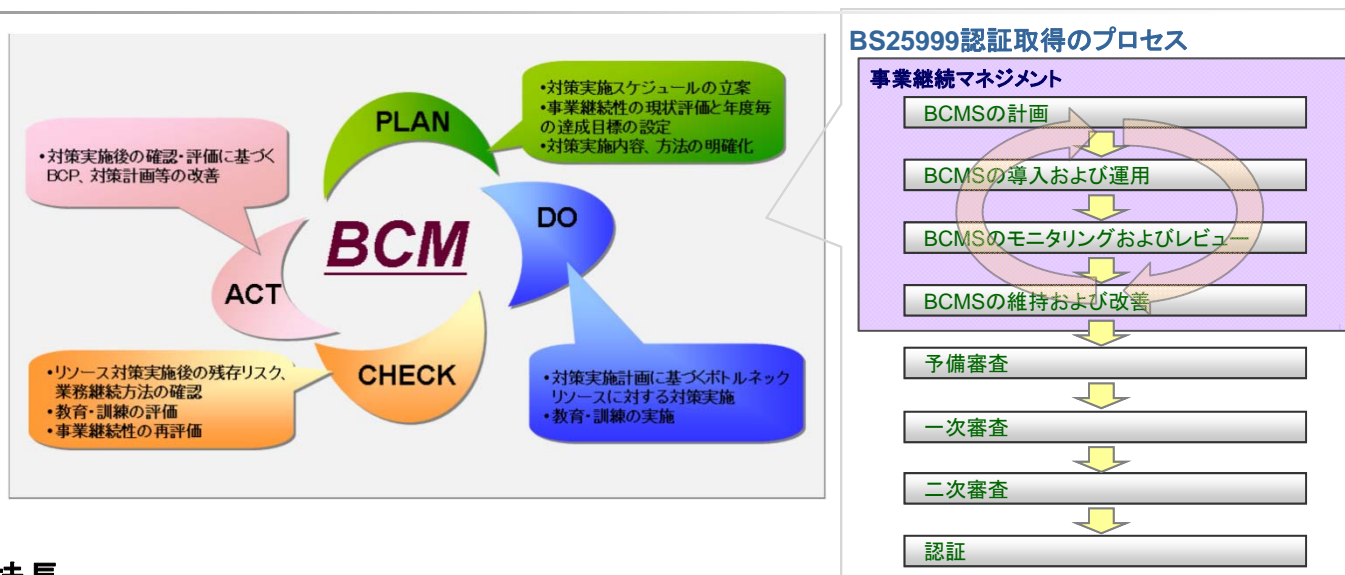 PLAN
・対策実施スケジュールの立案
・事業継続性の現状評価と年度毎
の達成目標の設定
・対策実施内容、方法の明確化
・対策実施後の確認・評価に基づく
BCP、対策計画等の改善
BCM
DO
ACT
CHECK
・リソース対策実施後の残存リスク、
業務継続方法の確認
・教育・訓練の評価
・事業継続性の再評価
・対策実施計画に基づくボトルネック
リソースに対する対策実施
・教育・訓練の実施
BS25999認証取得のプロセス
事業継続マネジメント
BCMSの計画
BCMSの導入および運用
BCMSのモニタリングおよびレビュー
BCMSの維持および改善
予備審査
一次審査
二次審査
認証